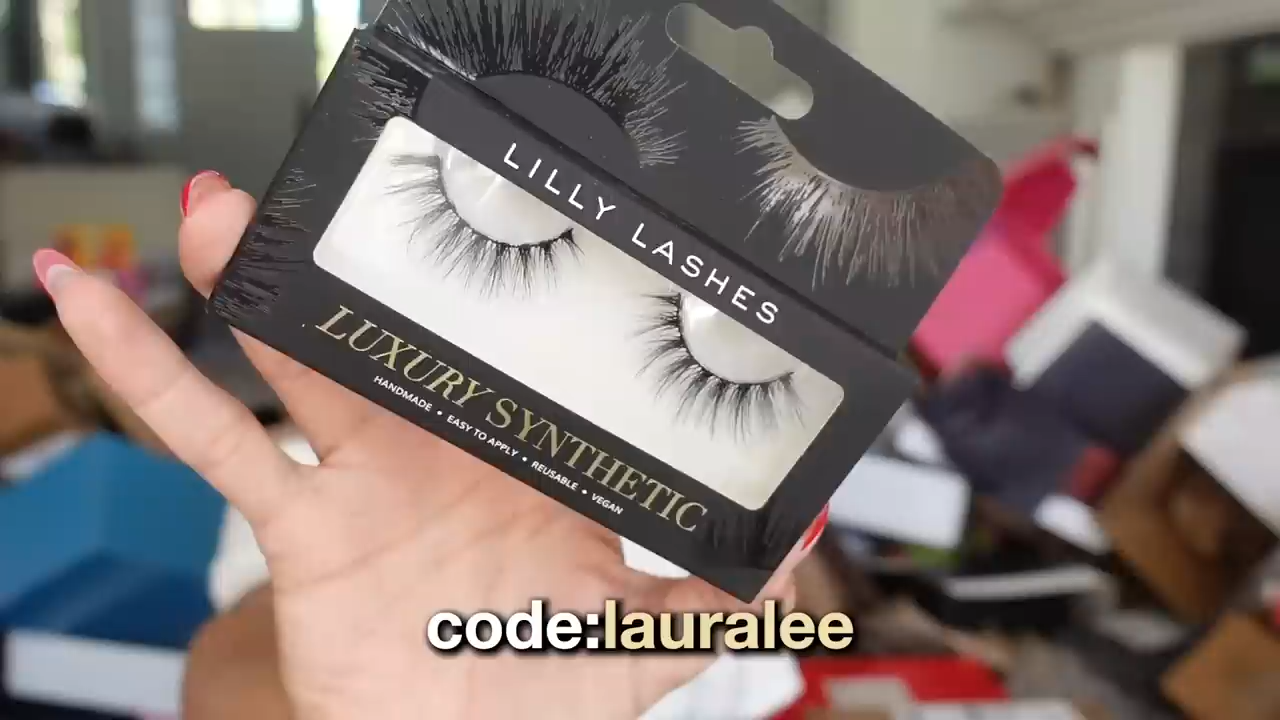 LILLY LASHES
LUXURY SYNTHETIC
HANDMADE • EASY TO APPLY • REUSABLE • VEGAN
code:lauralee